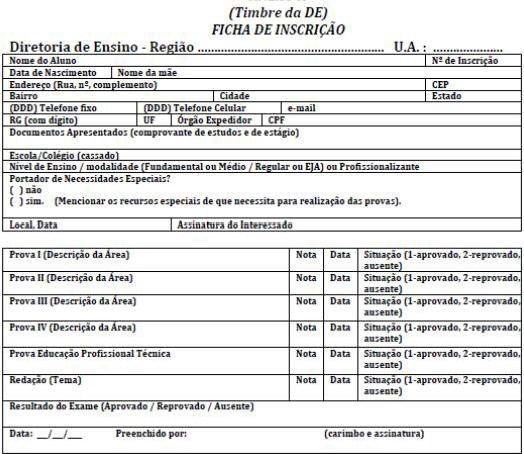 (Timbre da DE)
FICHA DE INSCRIÇÃO
Diretoria de Ensino - Região ........................................................ U.A. : .....................
Nome do Aluno Nº de Inscrição
Data de Nascimento Nome da mãe
Endereço (Rua, nº, complemento) CEP
Bairro Cidade Estado
(DDD) Telefone fixo (DDD) Telefone Celular e-mail
RG (com dígito) UF Órgão Expedidor CPF
Documentos Apresentados (comprovante de estudos e de estágio)
Escola/Colégio (cassado)
Nível de Ensino / modalidade (Fundamental ou Médio / Regular ou EJA) ou Profissionalizante
Portador de Necessidades Especiais?
( ) não
( ) sim. (Mencionar os recursos especiais de que necessita para realização das provas).
Local, Data Assinatura do Interessado
Prova I (Descrição da Área) Nota Data Situação (1-aprovado, 2-reprovado,
ausente)
Prova II (Descrição da Área) Nota Data Situação (1-aprovado, 2-reprovado,
ausente)
Prova III (Descrição da Área) Nota Data Situação (1-aprovado, 2-reprovado,
ausente)
Prova IV (Descrição da Área) Nota Data Situação (1-aprovado, 2-reprovado,
ausente)
Prova Educação Profissional Técnica Nota Data Situação (1-aprovado, 2-reprovado,
ausente)
Redação (Tema) Nota Data Situação (1-aprovado, 2-reprovado,
ausente)
Resultado do Exame (Aprovado / Reprovado / Ausente)
Data: __/__/___ Preenchido por: (carimbo e assinatura)